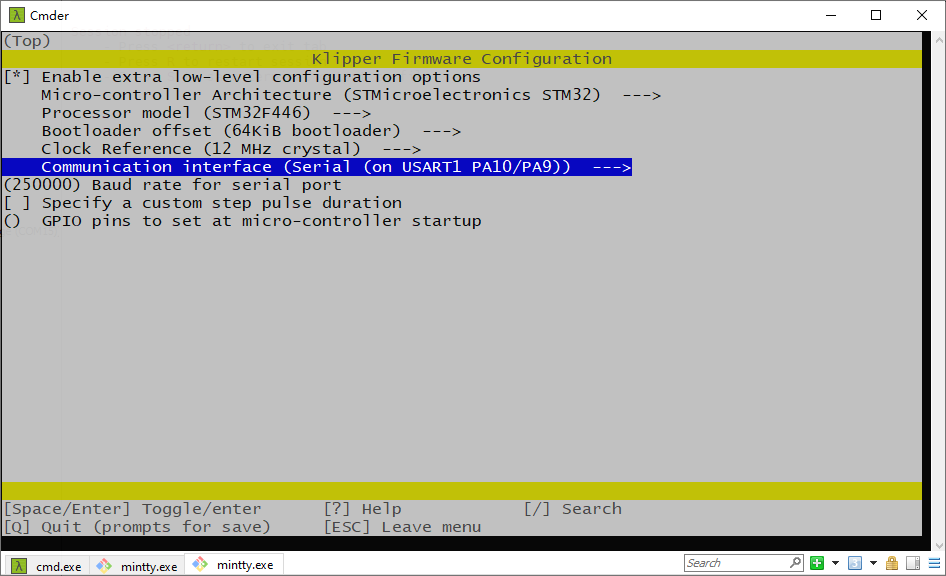 Cmder
(Top)
Klipper Firmware Configuration
[*] Enable extra low-level configuration options
Micro-controller Architecture (STMicroelectronics STM32)  --->
Processor model (STM32F446)  --->
Bootloader offset (64KiB bootloader)  --->
Clock Reference (12 MHz crystal)  --->
Communication interface (Serial (on USART1 PA10/PA9))  --->
(250000) Baud rate for serial port
[ ] Specify a custom step pulse duration
()  GPIO pins to set at micro-controller startup
[Space/Enter] Toggle/enter [?] Help [/] Search
[Q] Quit (prompts for save) [ESC] Leave menu
cmd.exe mintty.exe mintty.exe Search